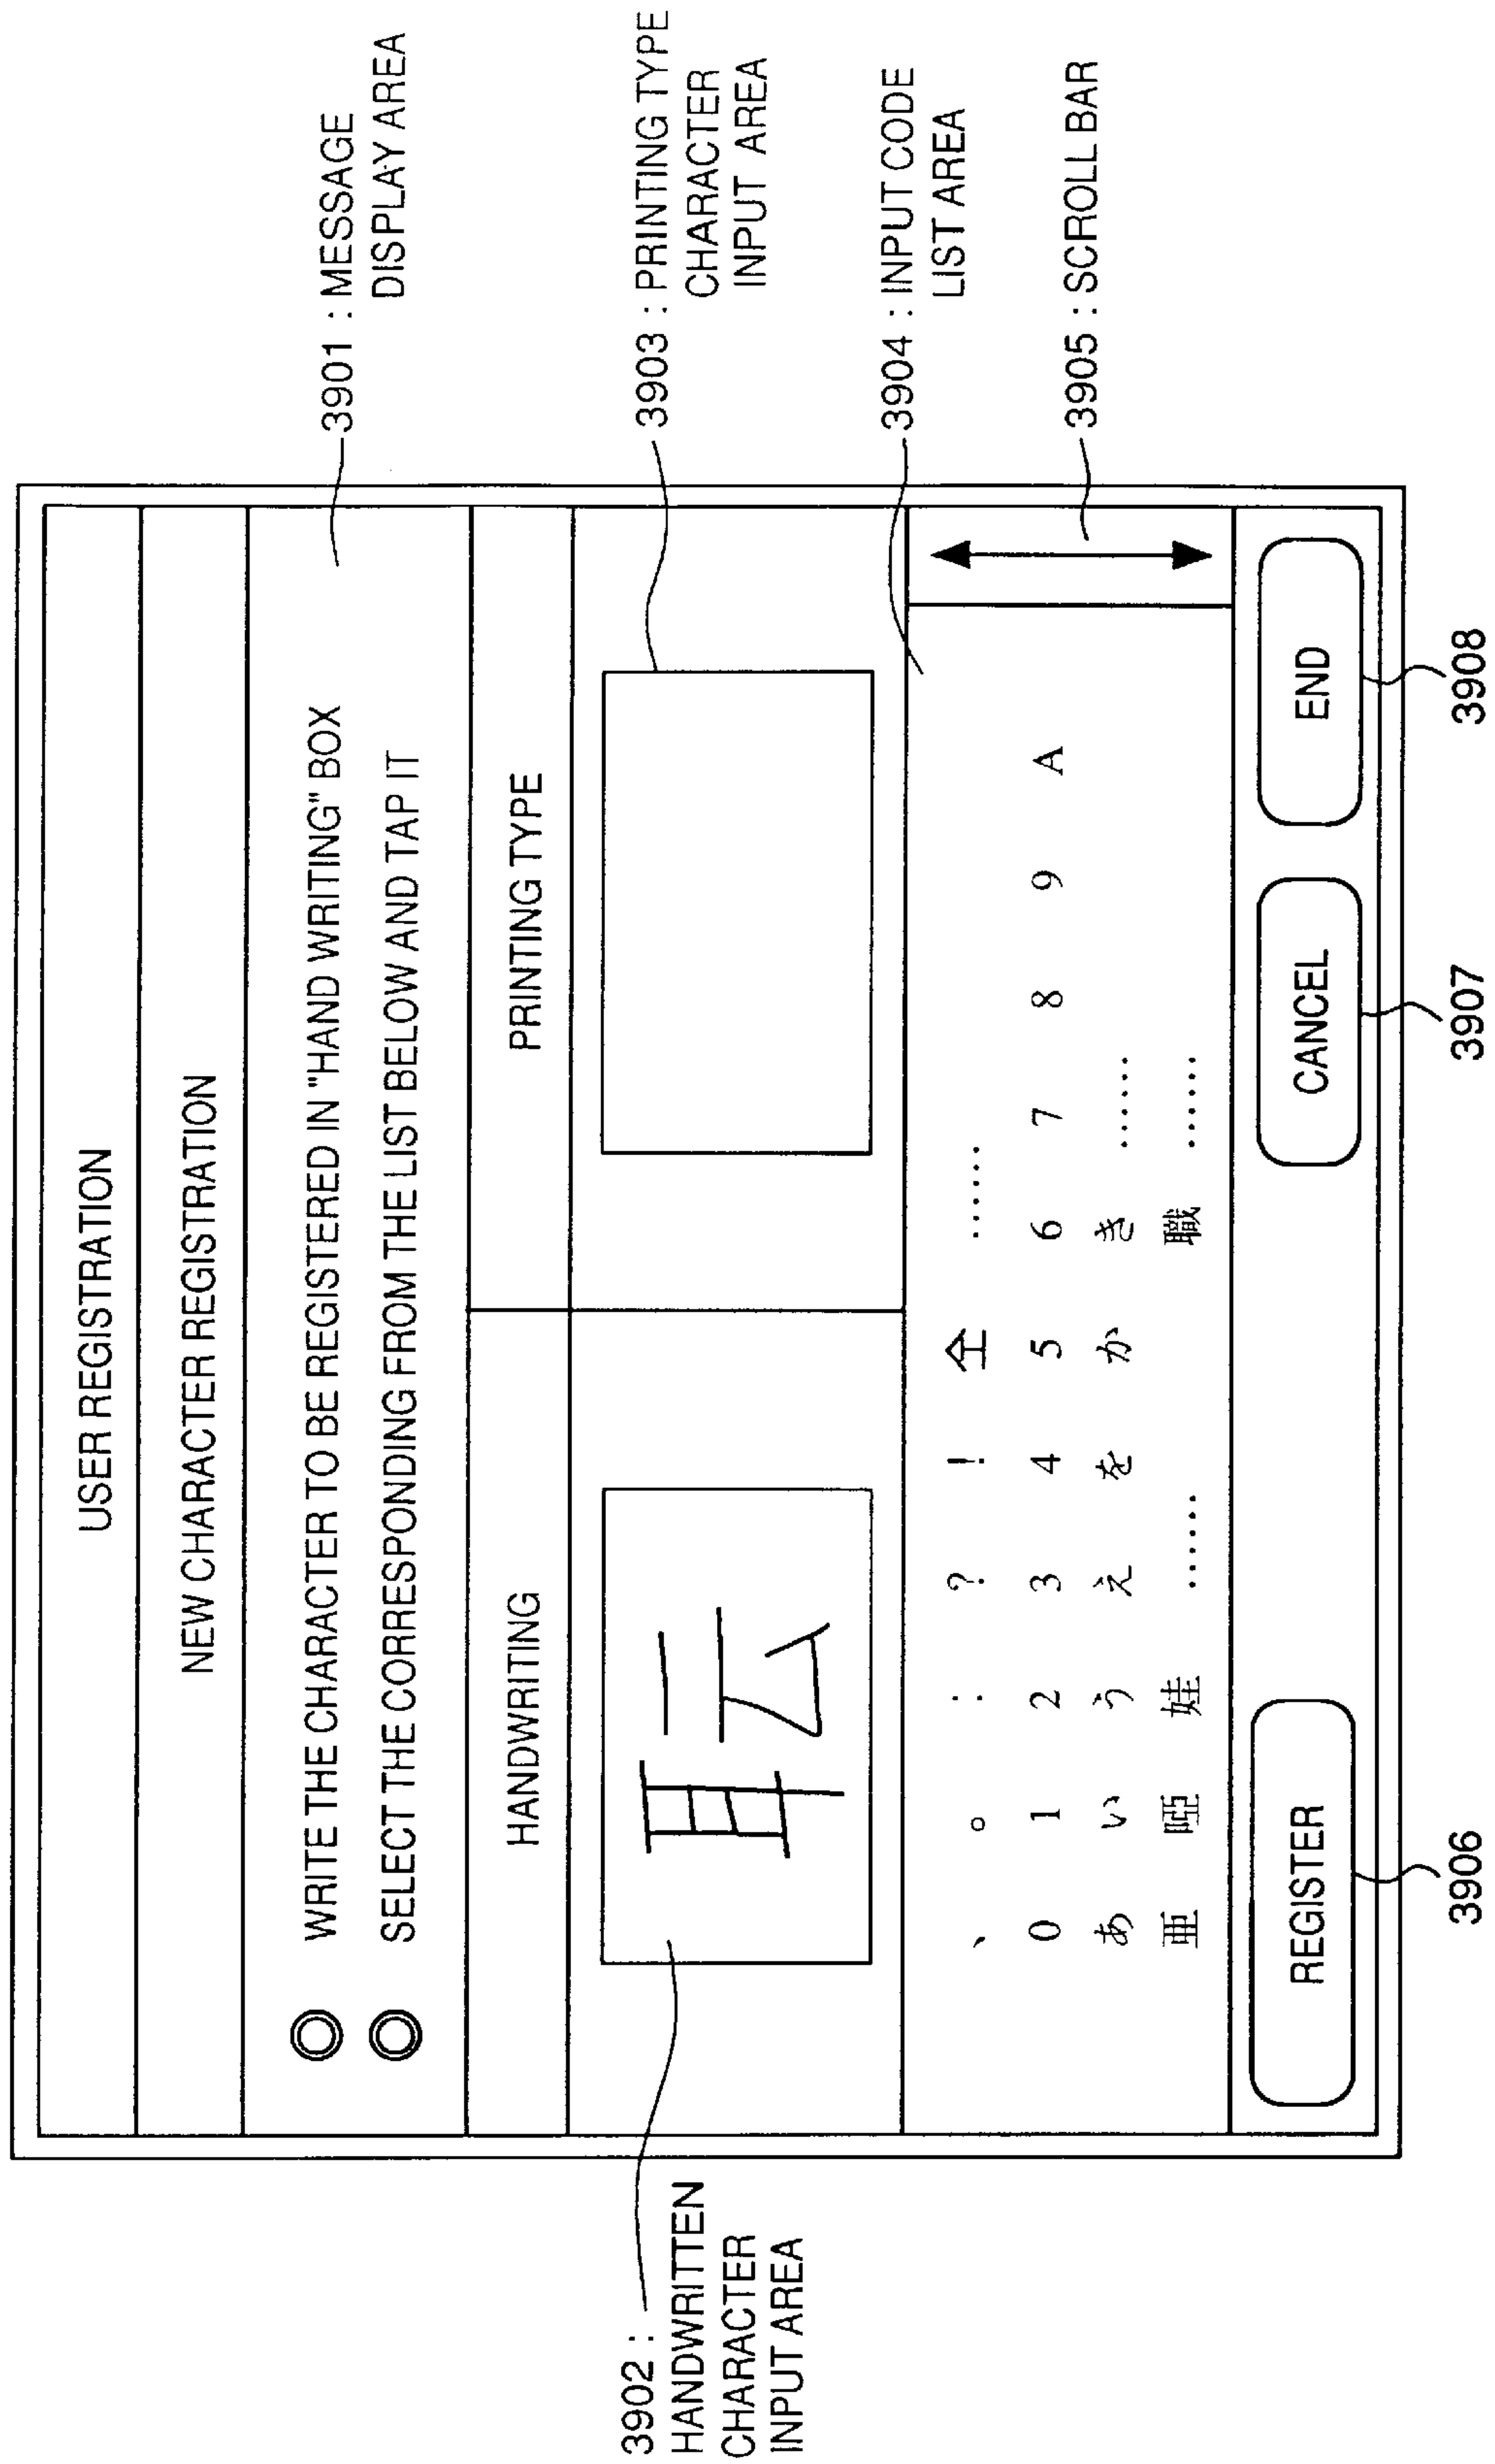 USER REGISTRATION
NEW CHARACTER REGISTRATION
WRITE THE CHARACTER TO BE REGISTERED IN "HAND WRITING" BOX
SELECT THE CORRESPONDING FROM THE LIST BELOW AND TAP IT
3901 : MESSAGE
DISPLAY AREA
HANDWRITING
PRINTING TYPE
耺
3902 :
HANDWRITTEN
CHARACTER
INPUT AREA
3903 : PRINTING TYPE
CHARACTER
INPUT AREA
、 。 : ? ! 仝 ······
0 1 2 3 4 5 6 7 8 9 A
あ い う え を か き ······
亜 啞 娃 ······ 職 ······
3904 : INPUT CODE
LIST AREA
3905 : SCROLL BAR
REGISTER
CANCEL
END
3906
3907
3908